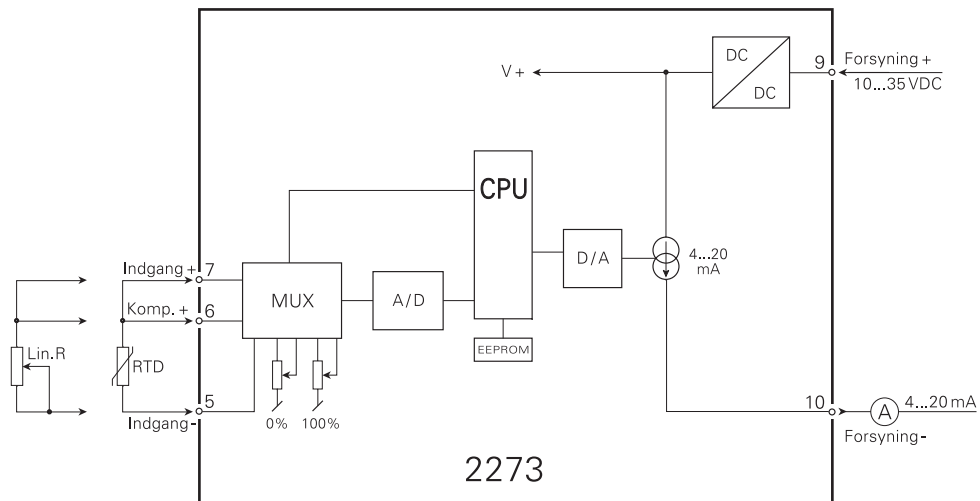 DC
DC
9
Forsyning +
10...35 VDC
V +
CPU
D/A
4...20
mA
Indgang +
7
MUX
A/D
Komp. +
6
EEPROM
Lin.R
RTD
5
Indgang -
0%
100%
10
A
4...20 mA
Forsyning -
2273